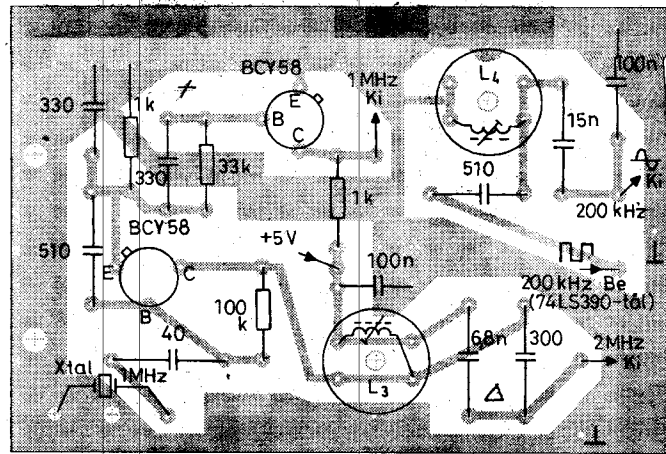 BCY58
E
B
C
1 MHz
Ki
L4
100n
330
1k
330
33k
15n
510
1k
Ki
200 kHz
BCY58
510
E
C
B
+5V
100n
100
k
200 kHz Be
(74LS390-től)
40
68n
300
2MHz
Ki
Xtal
1MHz
L3